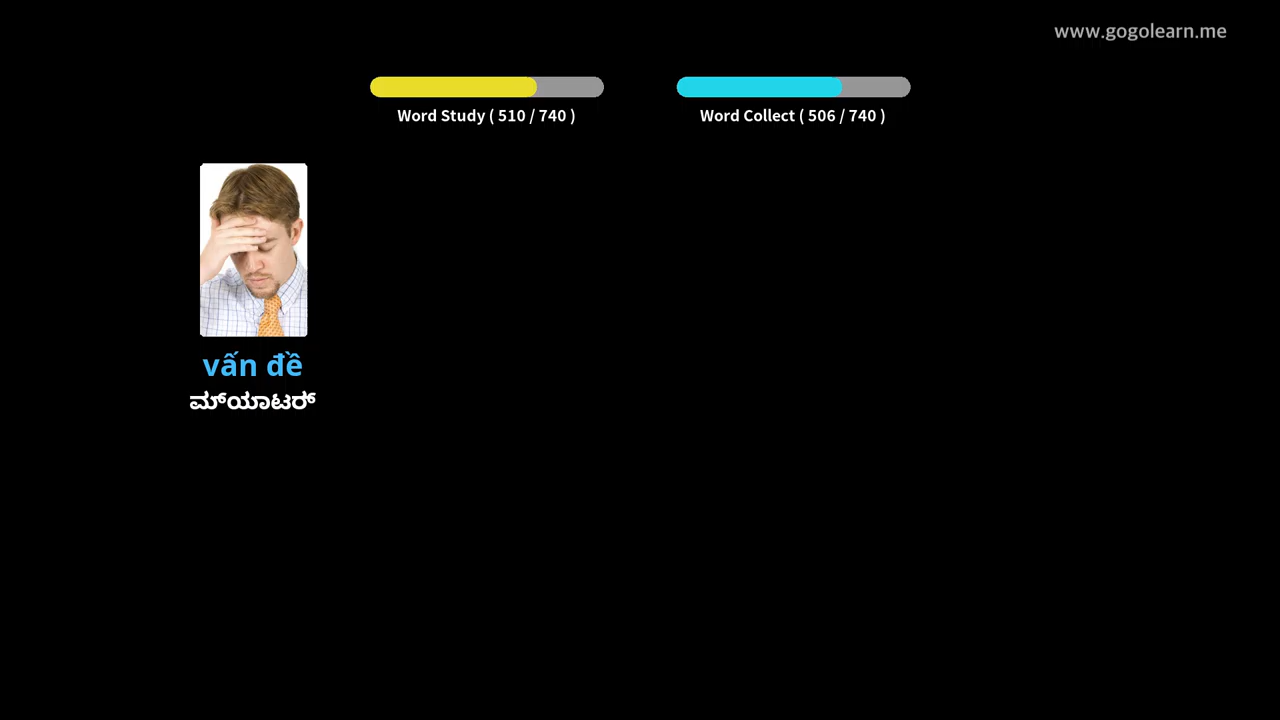 www.gogolearn.me
Word Study ( 510 / 740 )
Word Collect ( 506 / 740 )
vấn đề
ಮ್ಯಾಟರ್